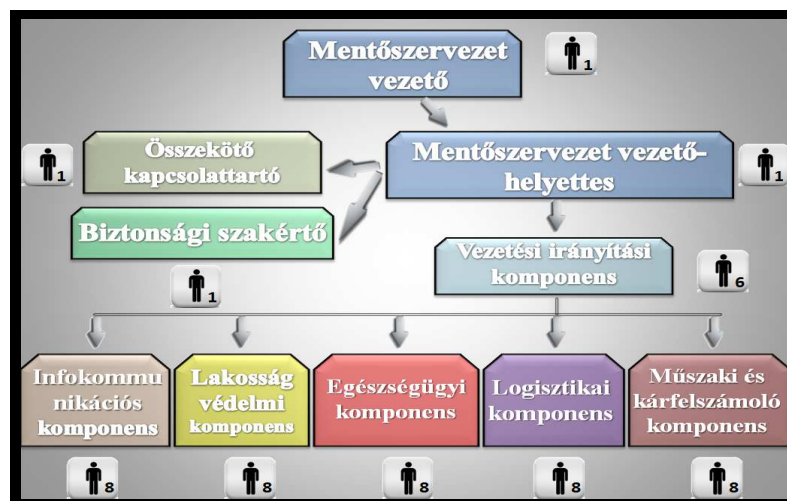 Mentőszervezet
vezető
1
Összekötő
kapcsolattartó
1
Mentőszervezet vezető-
helyettes
1
Biztonsági szakértő
1
Vezetési irányítási
komponens
6
Infokommu
nikációs
komponens
8
Lakosság
védelmi
komponens
8
Egészségügyi
komponens
8
Logisztikai
komponens
8
Műszaki és
kárfelszámoló
komponens
8